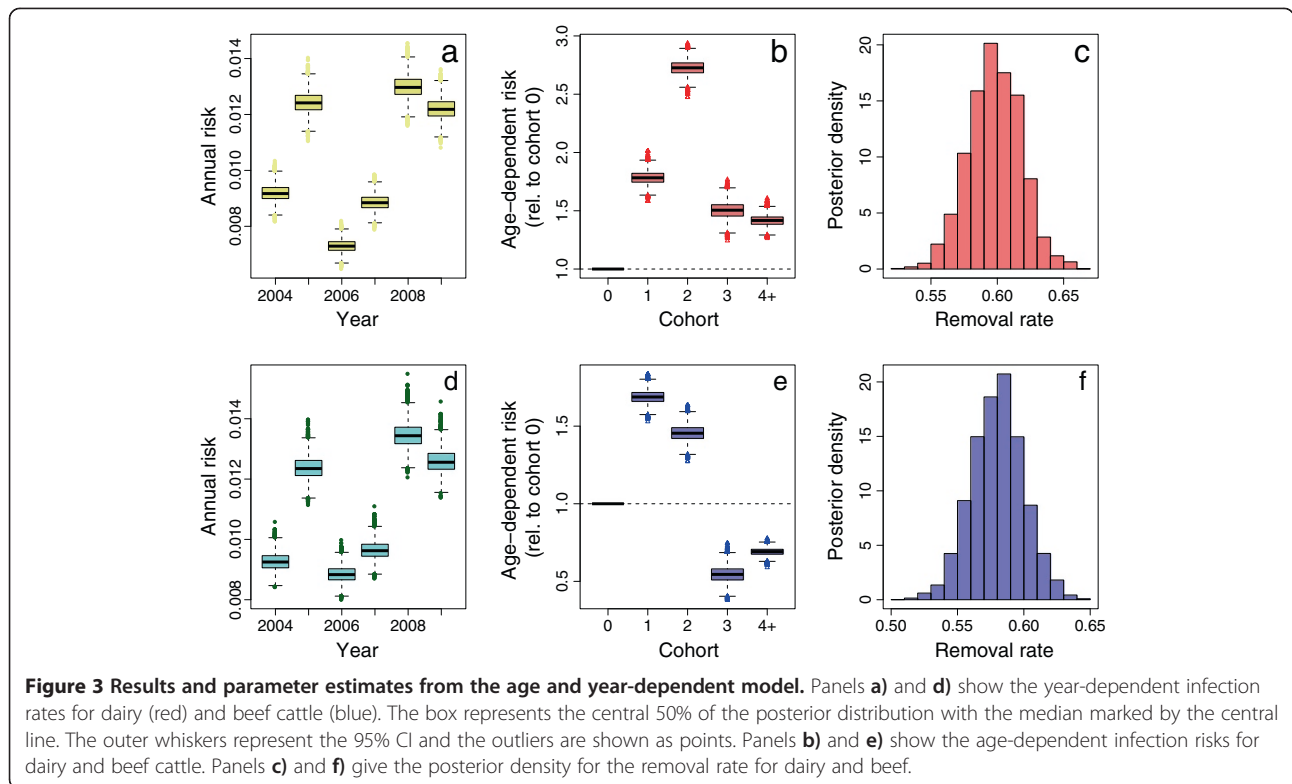 a
Annual risk
0.014
0.012
0.010
0.008
2004 2006 2008
Year
b
Age−dependent risk
(rel. to cohort 0)
3.0
2.5
2.0
1.5
1.0
0 1 2 3 4+
Cohort
c
Posterior density
20
15
10
5
0
0.55 0.60 0.65
Removal rate
d
Annual risk
0.014
0.012
0.010
0.008
2004 2006 2008
Year
e
Age−dependent risk
(rel. to cohort 0)
1.5
1.0
0.5
0 1 2 3 4+
Cohort
f
Posterior density
20
15
10
5
0
0.50 0.55 0.60 0.65
Removal rate
Figure 3 Results and parameter estimates from the age and year-dependent model. Panels a) and d) show the year-dependent infection
rates for dairy (red) and beef cattle (blue). The box represents the central 50% of the posterior distribution with the median marked by the central
line. The outer whiskers represent the 95% CI and the outliers are shown as points. Panels b) and e) show the age-dependent infection risks for
dairy and beef cattle. Panels c) and f) give the posterior density for the removal rate for dairy and beef.